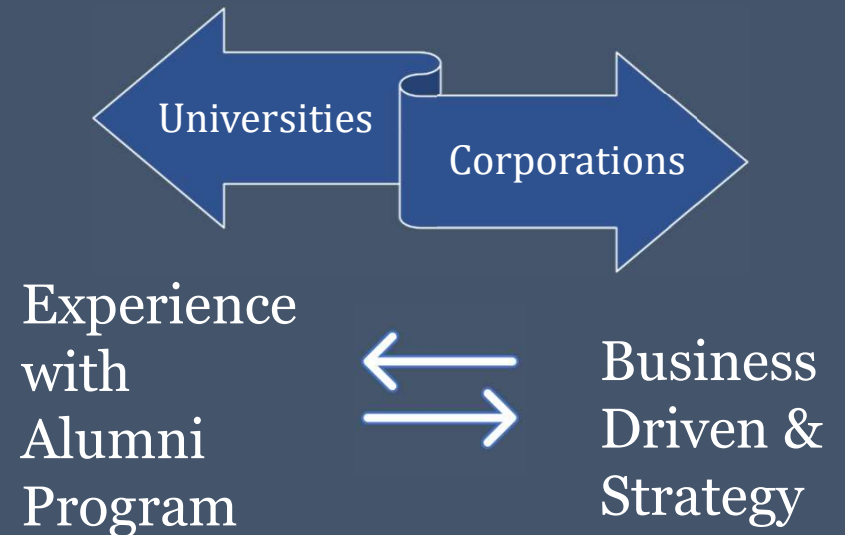 Universities
Corporations
Experience
with
Alumni
Program
Business
Driven &
Strategy